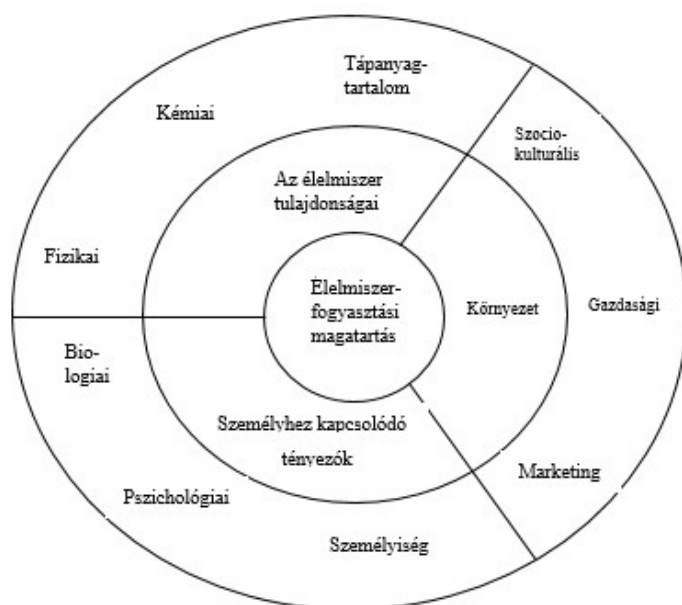 Tápanyag-
tartalom
Kémiai
Szocio-
kulturális
Az élelmiszer
tulajdonságai
Fizikai
Élelmiszer-
fogyasztási
magatartás
Környezet
Gazdasági
Bio-
logiai
Személyhez kapcsolódó
tényezők
Marketing
Pszichológiai
Személyiség